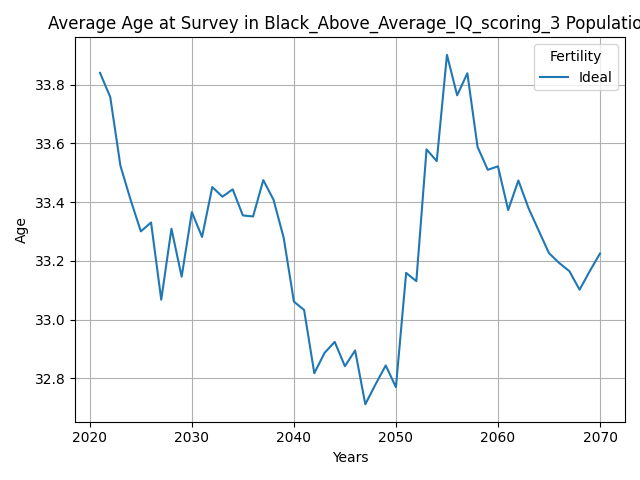 Average Age at Survey in Black_Above_Average_IQ_scoring_3 Populatio
Fertility
Ideal
33.8
33.6
33.4
33.2
33.0
32.8
Age
2020 2030 2040 2050 2060 2070
Years